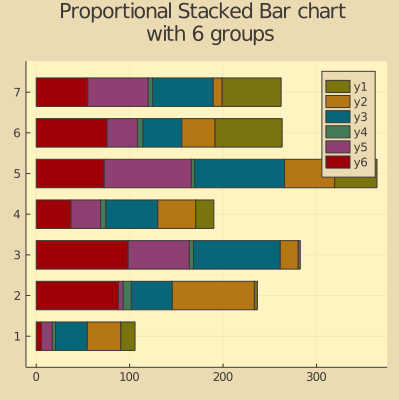 Proportional Stacked Bar chart
with 6 groups
7
6
5
4
3
2
1
0 100 200 300
y1
y2
y3
y4
y5
y6